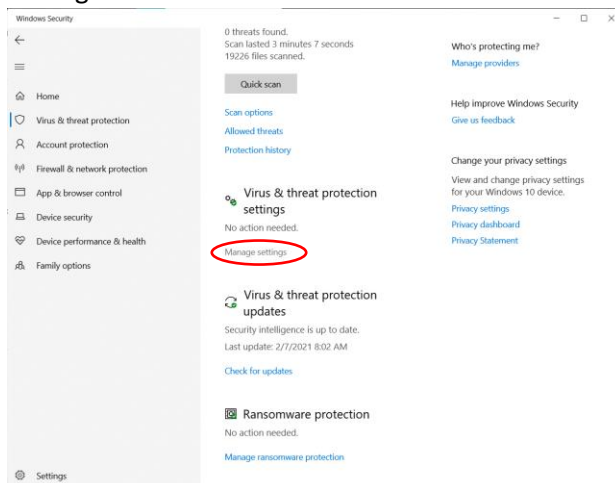 Windows Security
Home
Virus & threat protection
Account protection
Firewall & network protection
App & browser control
Device security
Device performance & health
Family options
Settings
0 threats found.
Scan lasted 3 minutes 7 seconds
19226 files scanned.
Quick scan
Scan options
Allowed threats
Protection history
Virus & threat protection
settings
No action needed.
Manage settings
Virus & threat protection
updates
Security intelligence is up to date.
Last update: 2/7/2021 8:02 AM
Check for updates
Ransomware protection
No action needed.
Manage ransomware protection
Who's protecting me?
Manage providers
Help improve Windows Security
Give us feedback
Change your privacy settings
View and change privacy settings
for your Windows 10 device.
Privacy settings
Privacy dashboard
Privacy Statement